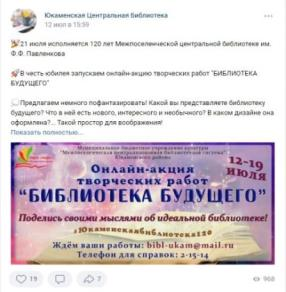 Юкаменская Центральная библиотека
12 июл в 15:59
21 июля исполняется 120 лет Межпоселенческой центральной библиотеке им.
Ф.Ф. Павленкова
В честь юбилея запускаем онлайн-акцию творческих работ "БИБЛИОТЕКА
БУДУЩЕГО"
Предлагаем немного пофантазировать! Какой вы представляете библиотеку
будущего? Что в ней есть нового, интересного и необычного? В каком дизайне она
оформлена?... Такой простор для воображения!
Показать полностью...
Муниципальное бюджетное учреждение культуры
"Межпоселенческая централизованная библиотечная система"
Юкаменского района
Онлайн-акция
творческих работ
12-19
ИЮЛЯ
“БИБЛИОТЕКА БУДУЩЕГО”
Поделись своими мыслями об идеальной библиотеке!
#Юкаменскаябиблиотека120
Ждём ваши работы: bibl-ukam@mail.ru
Телефон для справок: 2-15-14
19
7
968